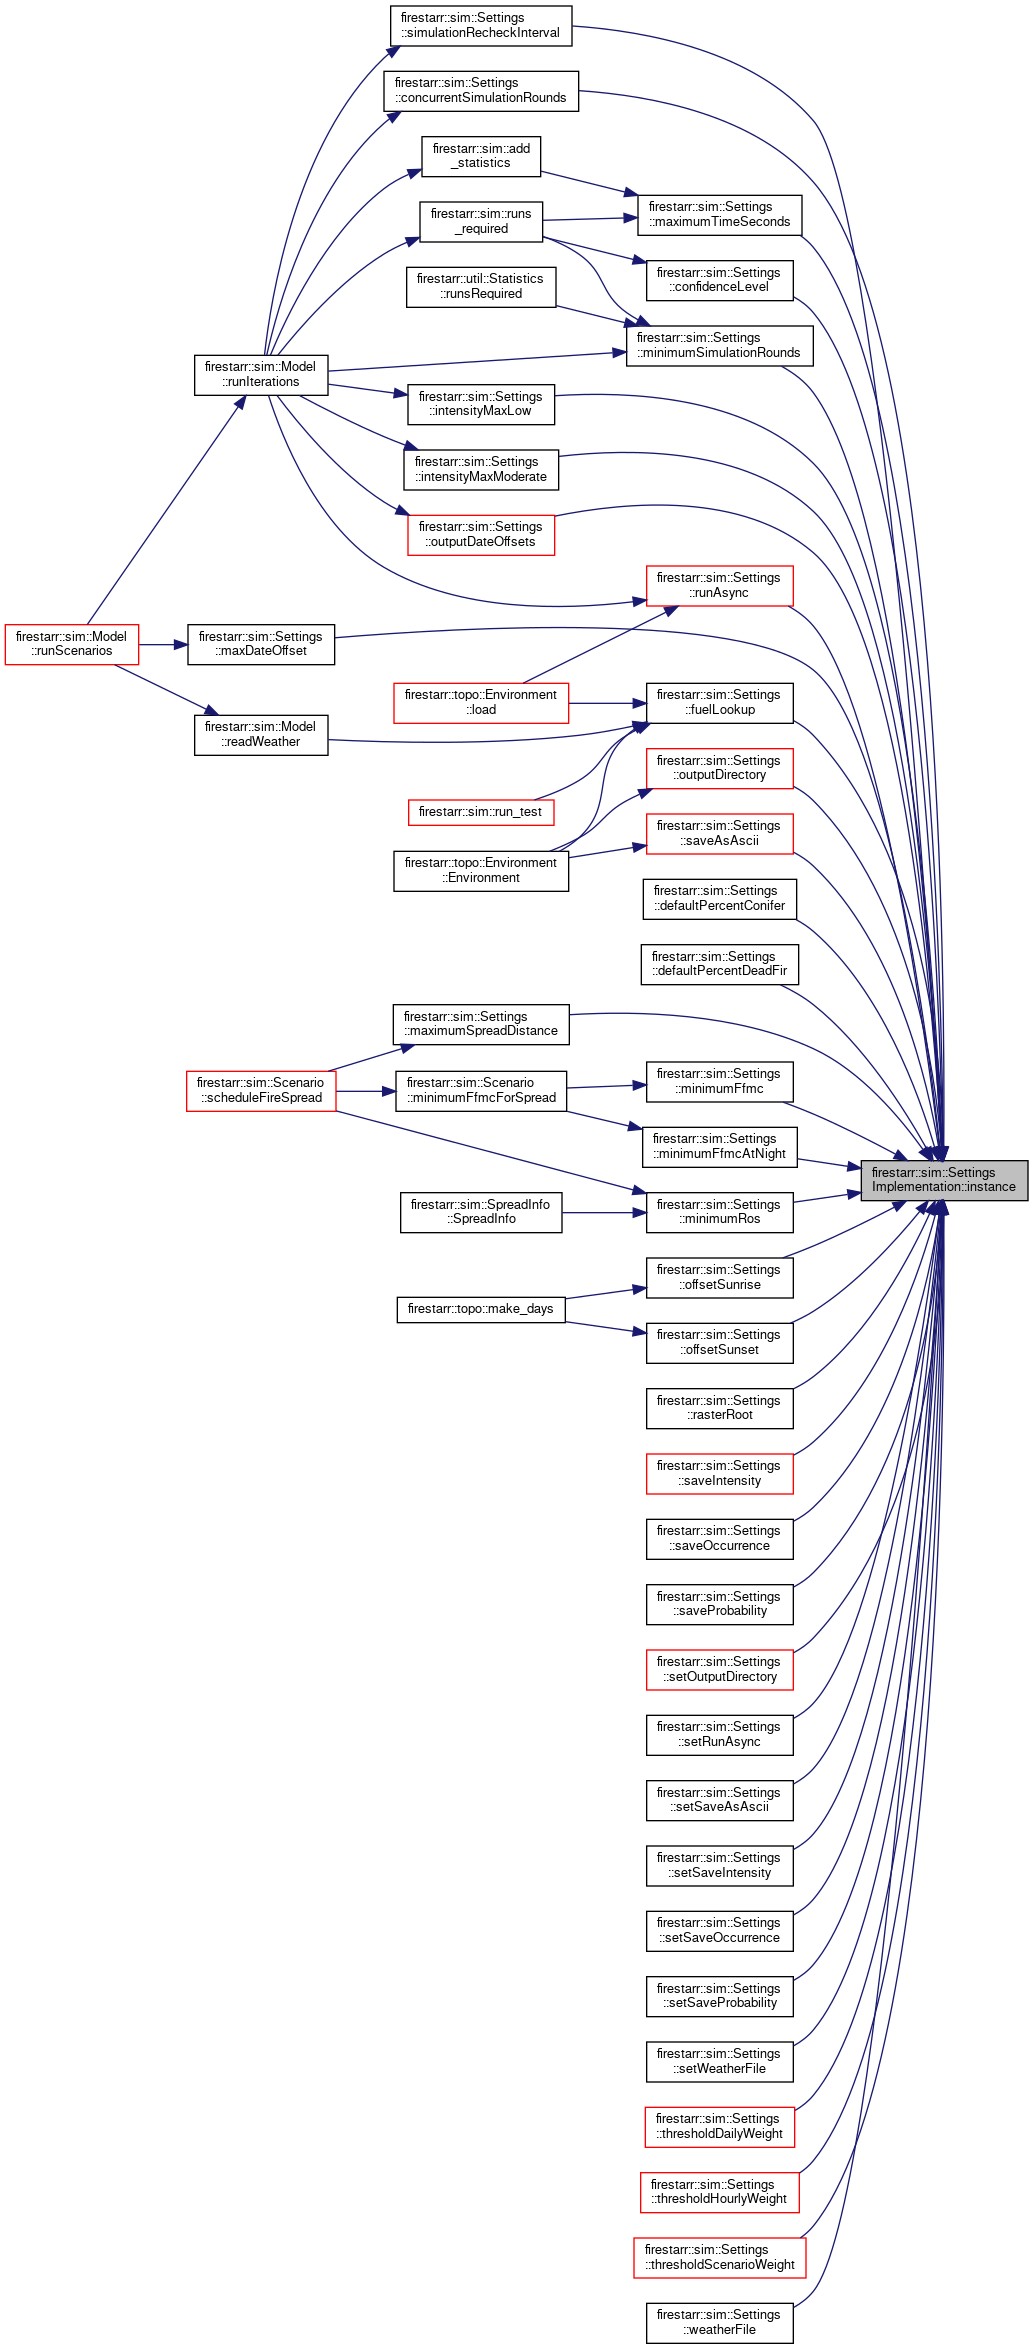 firestarr::sim::Settings
::simulationRecheckInterval
firestarr::sim::Settings
::concurrentSimulationRounds
firestarr::sim::add
_statistics
firestarr::sim::Settings
::maximumTimeSeconds
firestarr::sim::runs
_required
firestarr::sim::Settings
::confidenceLevel
firestarr::util::Statistics
::runsRequired
firestarr::sim::Settings
::minimumSimulationRounds
firestarr::sim::Model
::runIterations
firestarr::sim::Settings
::intensityMaxLow
firestarr::sim::Settings
::intensityMaxModerate
firestarr::sim::Settings
::outputDateOffsets
firestarr::sim::Settings
::runAsync
firestarr::sim::Model
::runScenarios
firestarr::sim::Settings
::maxDateOffset
firestarr::topo::Environment
::load
firestarr::sim::Settings
::fuelLookup
firestarr::sim::Model
::readWeather
firestarr::sim::Settings
::outputDirectory
firestarr::sim::run_test
firestarr::sim::Settings
::saveAsAscii
firestarr::topo::Environment
::Environment
firestarr::sim::Settings
::defaultPercentConifer
firestarr::sim::Settings
::defaultPercentDeadFir
firestarr::sim::Settings
::maximumSpreadDistance
firestarr::sim::Scenario
::scheduleFireSpread
firestarr::sim::Scenario
::minimumFfmcForSpread
firestarr::sim::Settings
::minimumFfmc
firestarr::sim::Settings
::minimumFfmcAtNight
firestarr::sim::Settings
Implementation::instance
firestarr::sim::SpreadInfo
::SpreadInfo
firestarr::sim::Settings
::minimumRos
firestarr::sim::Settings
::offsetSunrise
firestarr::topo::make_days
firestarr::sim::Settings
::offsetSunset
firestarr::sim::Settings
::rasterRoot
firestarr::sim::Settings
::saveIntensity
firestarr::sim::Settings
::saveOccurrence
firestarr::sim::Settings
::saveProbability
firestarr::sim::Settings
::setOutputDirectory
firestarr::sim::Settings
::setRunAsync
firestarr::sim::Settings
::setSaveAsAscii
firestarr::sim::Settings
::setSaveIntensity
firestarr::sim::Settings
::setSaveOccurrence
firestarr::sim::Settings
::setSaveProbability
firestarr::sim::Settings
::setWeatherFile
firestarr::sim::Settings
::thresholdDailyWeight
firestarr::sim::Settings
::thresholdHourlyWeight
firestarr::sim::Settings
::thresholdScenarioWeight
firestarr::sim::Settings
::weatherFile